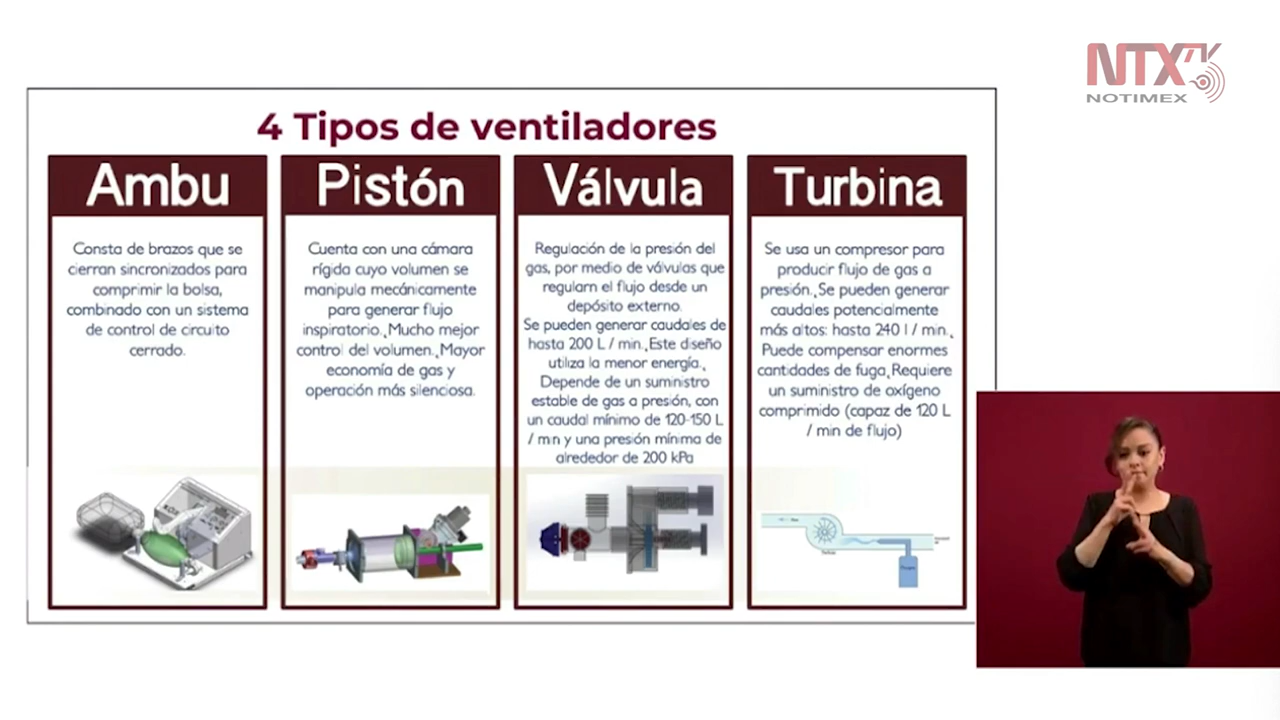 NTX TV
NOTIMEX
4 Tipos de ventiladores
Ambu
Consta de brazos que se
cierran sincronizados para
comprimir la bolsa,
combinado con un sistema
de control de circuito
cerrado.
Pistón
Cuenta con una cámara
rígida cuyo volumen se
manipula mecánicamente
para generar flujo
inspiratorio. Mucho mejor
control del volumen. Mayor
economía de gas y
operación más silenciosa.
Válvula
Regulación de la presión del
gas, por medio de válvulas que
regularn el flujo desde un
depósito externo.
Se pueden generar caudales de
hasta 200 L / min. Este diseño
utiliza la menor energía.
Depende de un suministro
estable de gas a presión, con
un caudal mínimo de 120-150 L
/ min y una presión mínima de
alrededor de 200 kPa
Turbina
Se usa un compresor para
producir flujo de gas a
presión. Se pueden generar
caudales potencialmente
más altos: hasta 240 l / min.
Puede compensar enormes
cantidades de fuga. Requiere
un suministro de oxígeno
comprimido (capaz de 120 L
/ min de flujo)